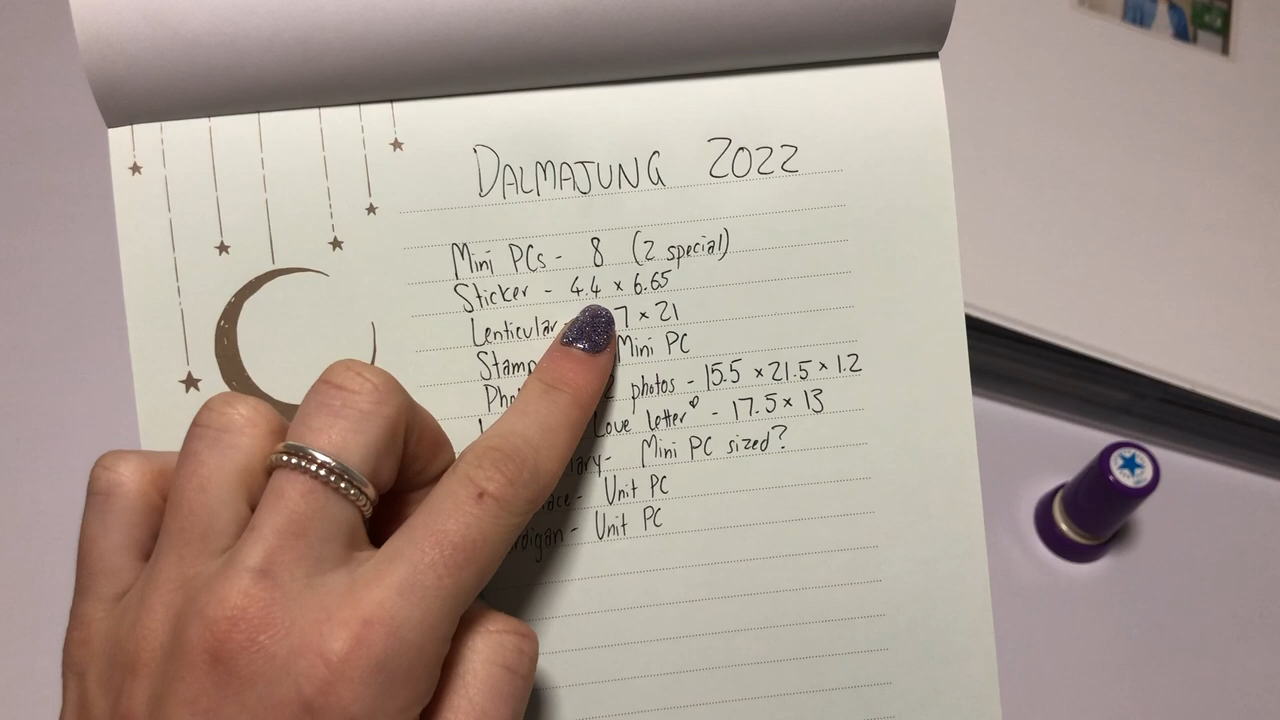 DALMAJUNG 2022
Mini PCs - 8 (2 special)
Sticker - 4.4 × 6.65
Lenticular - 7 × 21
Stamp Mini PC
2 photos - 15.5 × 21.5 × 1.2
Love letter - 17.5 × 13
Mini PC sized?
Unit PC
Unit PC